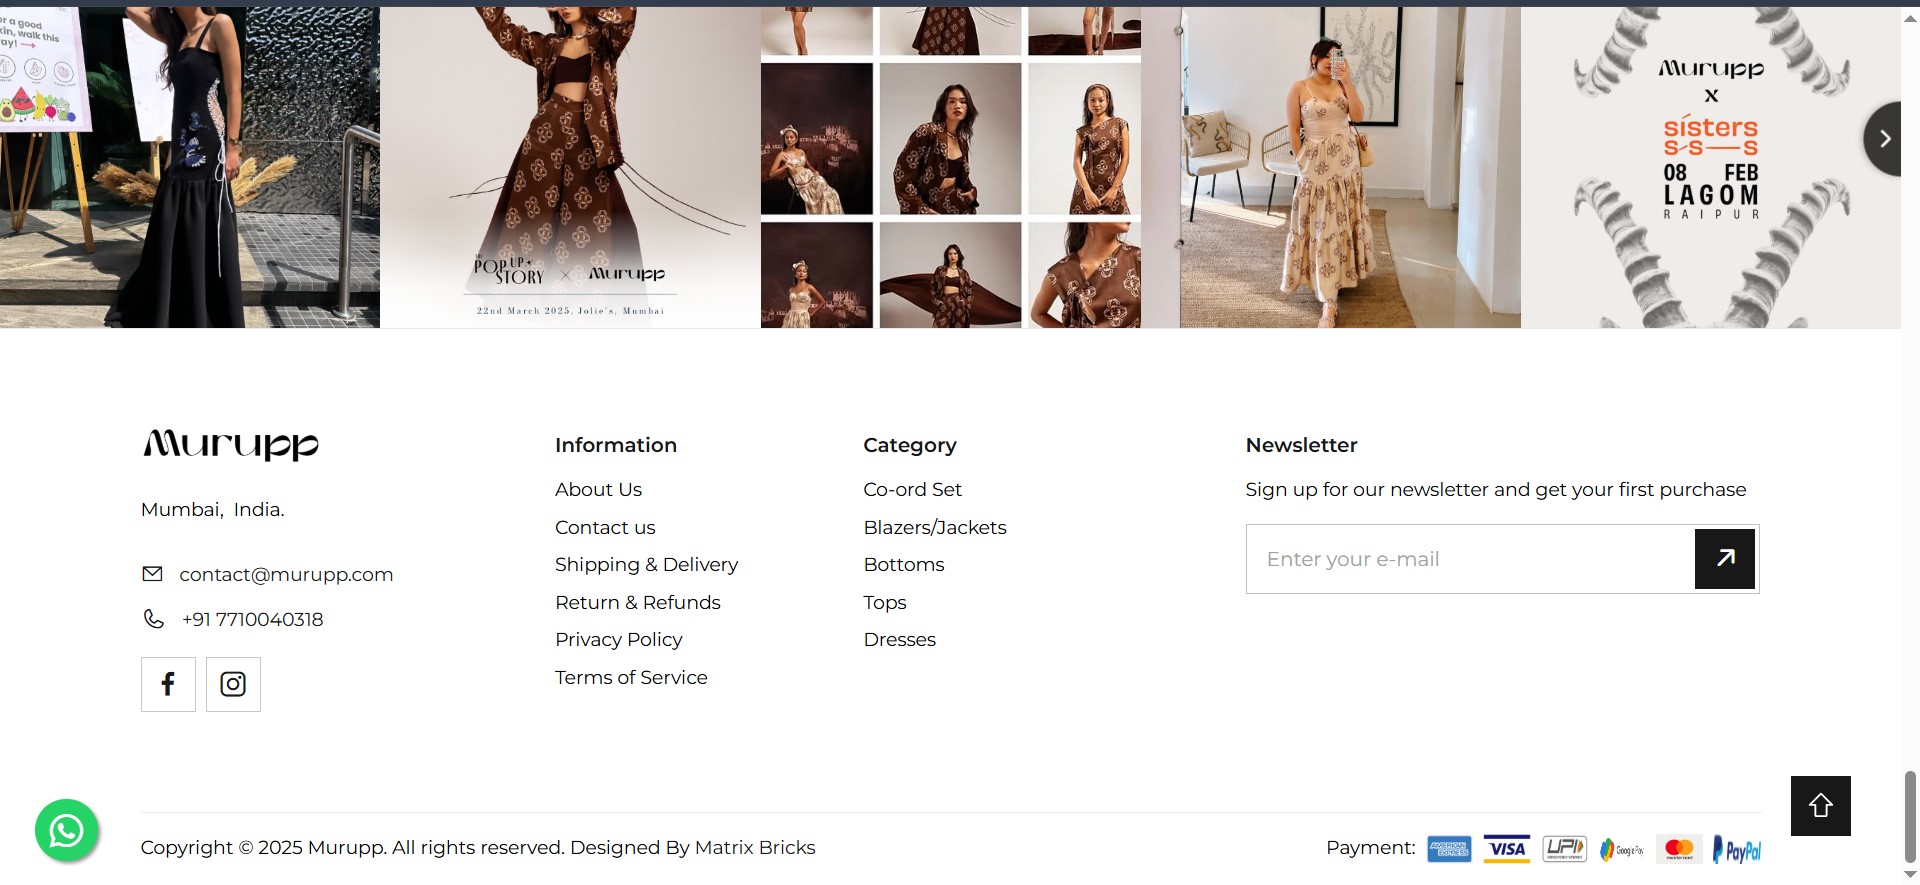 or a good
kin, walk this
ay!
THE
POP UP
STORY
×
Murupp
22nd March 2025, Jolie's, Mumbai
Murupp
X
sisters
S-S—S
08 FEB
LAGOM
RAIPUR
Murupp
Mumbai, India.
contact@murupp.com
+91 7710040318
Information
About Us
Contact us
Shipping & Delivery
Return & Refunds
Privacy Policy
Terms of Service
Category
Co-ord Set
Blazers/Jackets
Bottoms
Tops
Dresses
Newsletter
Sign up for our newsletter and get your first purchase
Enter your e-mail
Copyright © 2025 Murupp. All rights reserved. Designed By Matrix Bricks
Payment: AMERICAN EXPRESS VISA UPI Google Pay mastercard PayPal